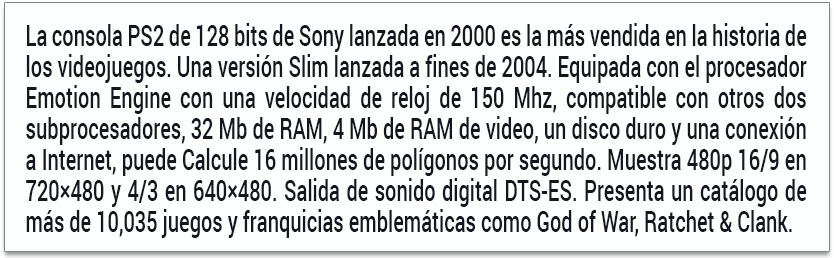 La consola PS2 de 128 bits de Sony lanzada en 2000 es la más vendida en la historia de
los videojuegos. Una versión Slim lanzada a fines de 2004. Equipada con el procesador
Emotion Engine con una velocidad de reloj de 150 Mhz, compatible con otros dos
subprocesadores, 32 Mb de RAM, 4 Mb de RAM de video, un disco duro y una conexión
a Internet, puede Calcule 16 millones de polígonos por segundo. Muestra 480p 16/9 en
720×480 y 4/3 en 640×480. Salida de sonido digital DTS-ES. Presenta un catálogo de
más de 10,035 juegos y franquicias emblemáticas como God of War, Ratchet & Clank.